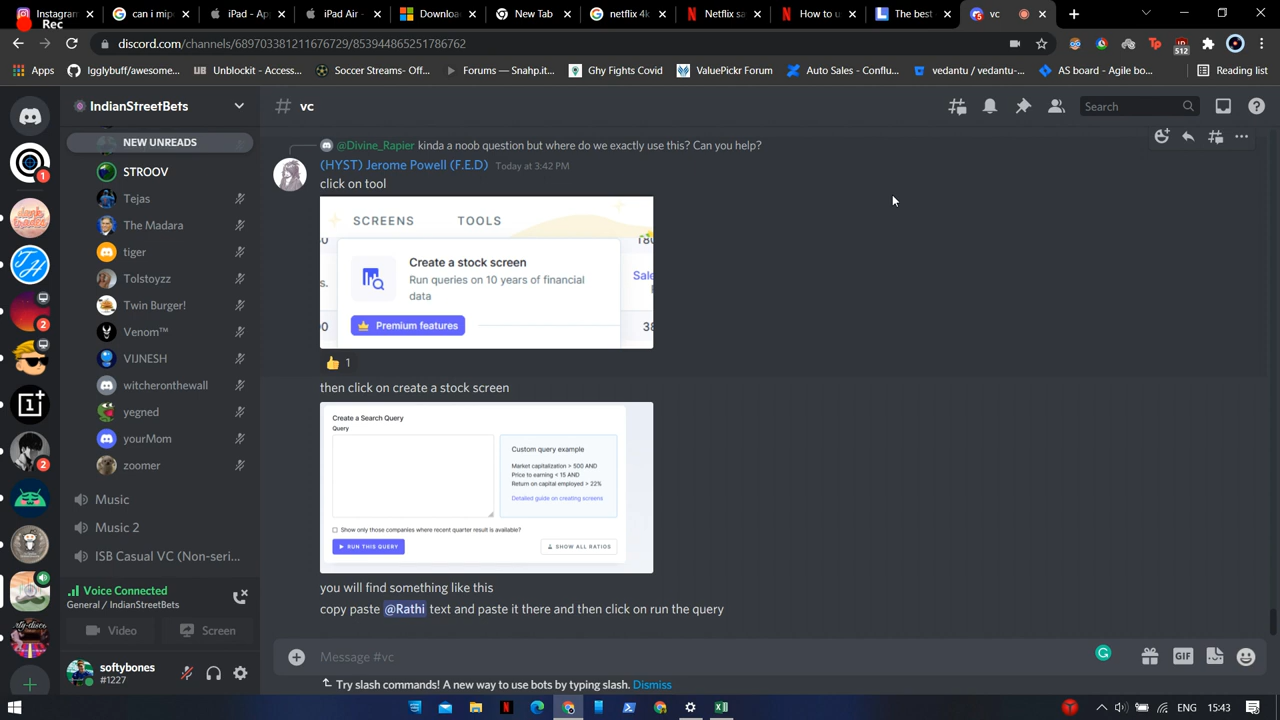 Instagram
can i mip
iPad - Ap
iPad Air -
Downloa
New Rele
netflix 4k
Netflix se
How to u
The best
vc
Rec
discord.com/channels/689703381211676729/853944865251786762
512
Apps
Igglybuff/awesome...
Unblockit - Acces...
Soccer Streams - Off...
Forums — Snahp.it...
Ghy Fights Covid
ValuePickr Forum
Auto Sales - Conflu...
vedantu / vedantu-...
AS board - Agile bo...
Reading list
IndianStreetBets
vc
Search
NEW UNREADS
STROOV
Tejas
The Madara
tiger
Tolstoyzz
Twin Burger!
Venom™
VIJNESH
witcheronthewall
yegned
yourMom
zoomer
Music
Music 2
ISB Casual VC (Non-seri...
Voice Connected
General / IndianStreetBets
Video
Screen
softybones
#1227
1
2
2
@Divine_Rapier kinda a noob question but where do we exactly use this? Can you help?
(HYST) Jerome Powell (F.E.D) Today at 3:42 PM
click on tool
SCREENS TOOLS
Create a stock screen
Run queries on 10 years of financial
data
Premium features
Sale
1
then click on create a stock screen
Create a Search Query
Query
Custom query example
Market capitalization > 500 AND
Price to earning < 15 AND
Return on capital employed > 22%
Detailed guide on creating screens
Show only those companies where recent quarter result is available?
RUN THIS QUERY
SHOW ALL RATIOS
you will find something like this
copy paste @Rathi text and paste it there and then click on run the query
Message #vc
GIF
Try slash commands! A new way to use bots by typing slash. Dismiss
ENG
15:43